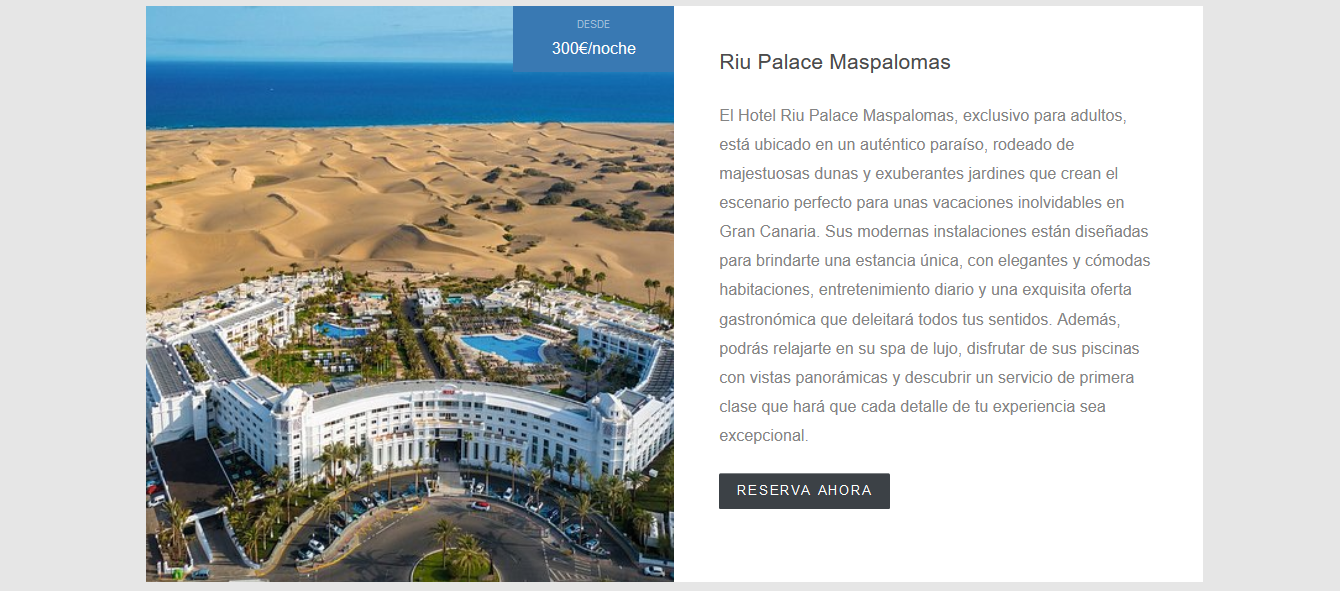 DESDE
300€/noche
Riu Palace Maspalomas
El Hotel Riu Palace Maspalomas, exclusivo para adultos,
está ubicado en un auténtico paraíso, rodeado de
majestuosas dunas y exuberantes jardines que crean el
escenario perfecto para unas vacaciones inolvidables en
Gran Canaria. Sus modernas instalaciones están diseñadas
para brindarte una estancia única, con elegantes y cómodas
habitaciones, entretenimiento diario y una exquisita oferta
gastronómica que deleitará todos tus sentidos. Además,
podrás relajarte en su spa de lujo, disfrutar de sus piscinas
con vistas panorámicas y descubrir un servicio de primera
clase que hará que cada detalle de tu experiencia sea
excepcional.
RESERVA AHORA